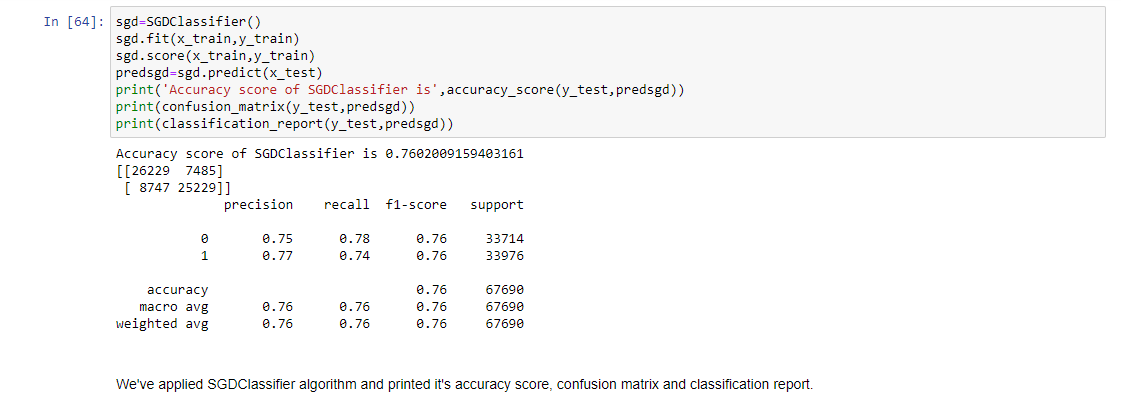 In [64]: sgd=SGDClassifier()
sgd.fit(x_train,y_train)
sgd.score(x_train,y_train)
predsgd=sgd.predict(x_test)
print('Accuracy score of SGDClassifier is',accuracy_score(y_test,predsgd))
print(confusion_matrix(y_test,predsgd))
print(classification_report(y_test,predsgd))
Accuracy score of SGDClassifier is 0.7602009159403161
[[26229  7485]
 [ 8747 25229]]
              precision    recall  f1-score   support
           0       0.75      0.78      0.76     33714
           1       0.77      0.74      0.76     33976
    accuracy                           0.76     67690
   macro avg       0.76      0.76      0.76     67690
weighted avg       0.76      0.76      0.76     67690
We've applied SGDClassifier algorithm and printed it's accuracy score, confusion matrix and classification report.